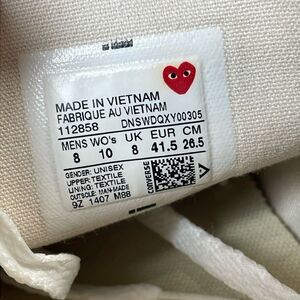 MADE IN VIETNAM
FABRIQUE AU VIETNAM
112858 DNSWDQXY00305
MENS WO's UK EUR CM
8 10 8 41.5 26.5
GENDER: UNISEX
UPPER: TEXTILE
LINING: TEXTILE
OUTSOLE: MAN-MADE
9Z 1407 M88
CONVERSE